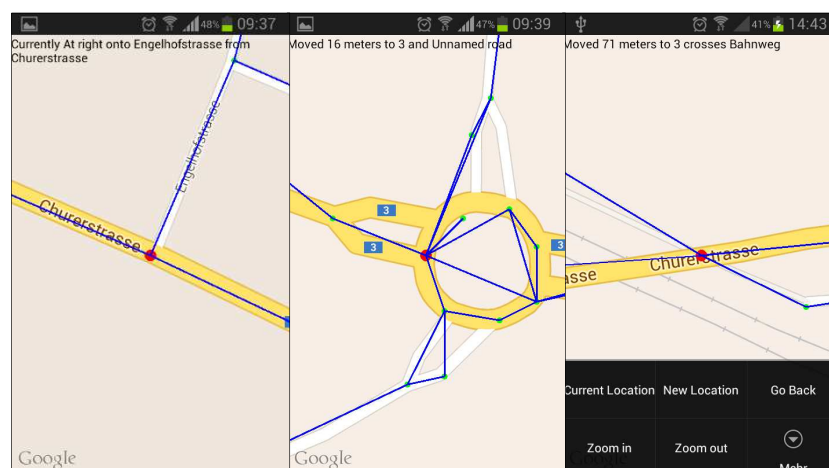 48% 09:37
Currently At right onto Engelhofstrasse from
Churerstrasse
Engelhofstrasse
Churerstrasse
Google
47% 09:39
Moved 16 meters to 3 and Unnamed road
3
3
3
Google
41% 14:43
Moved 71 meters to 3 crosses Bahnweg
Churerstrasse
asse
Current Location New Location Go Back
Zoom in Zoom out Mehr
Google